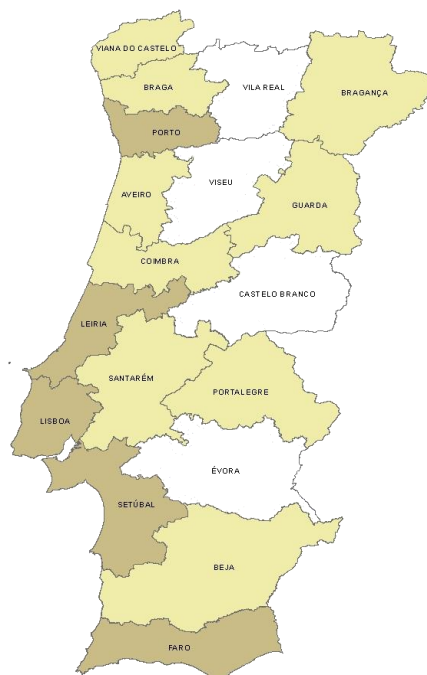 VIANA DO CASTELO
BRAGA
VILA REAL
BRAGANÇA
PORTO
AVEIRO
VISEU
GUARDA
COIMBRA
CASTELO BRANCO
LEIRIA
SANTARÉM
PORTALEGRE
LISBOA
ÉVORA
SETÚBAL
BEJA
FARO